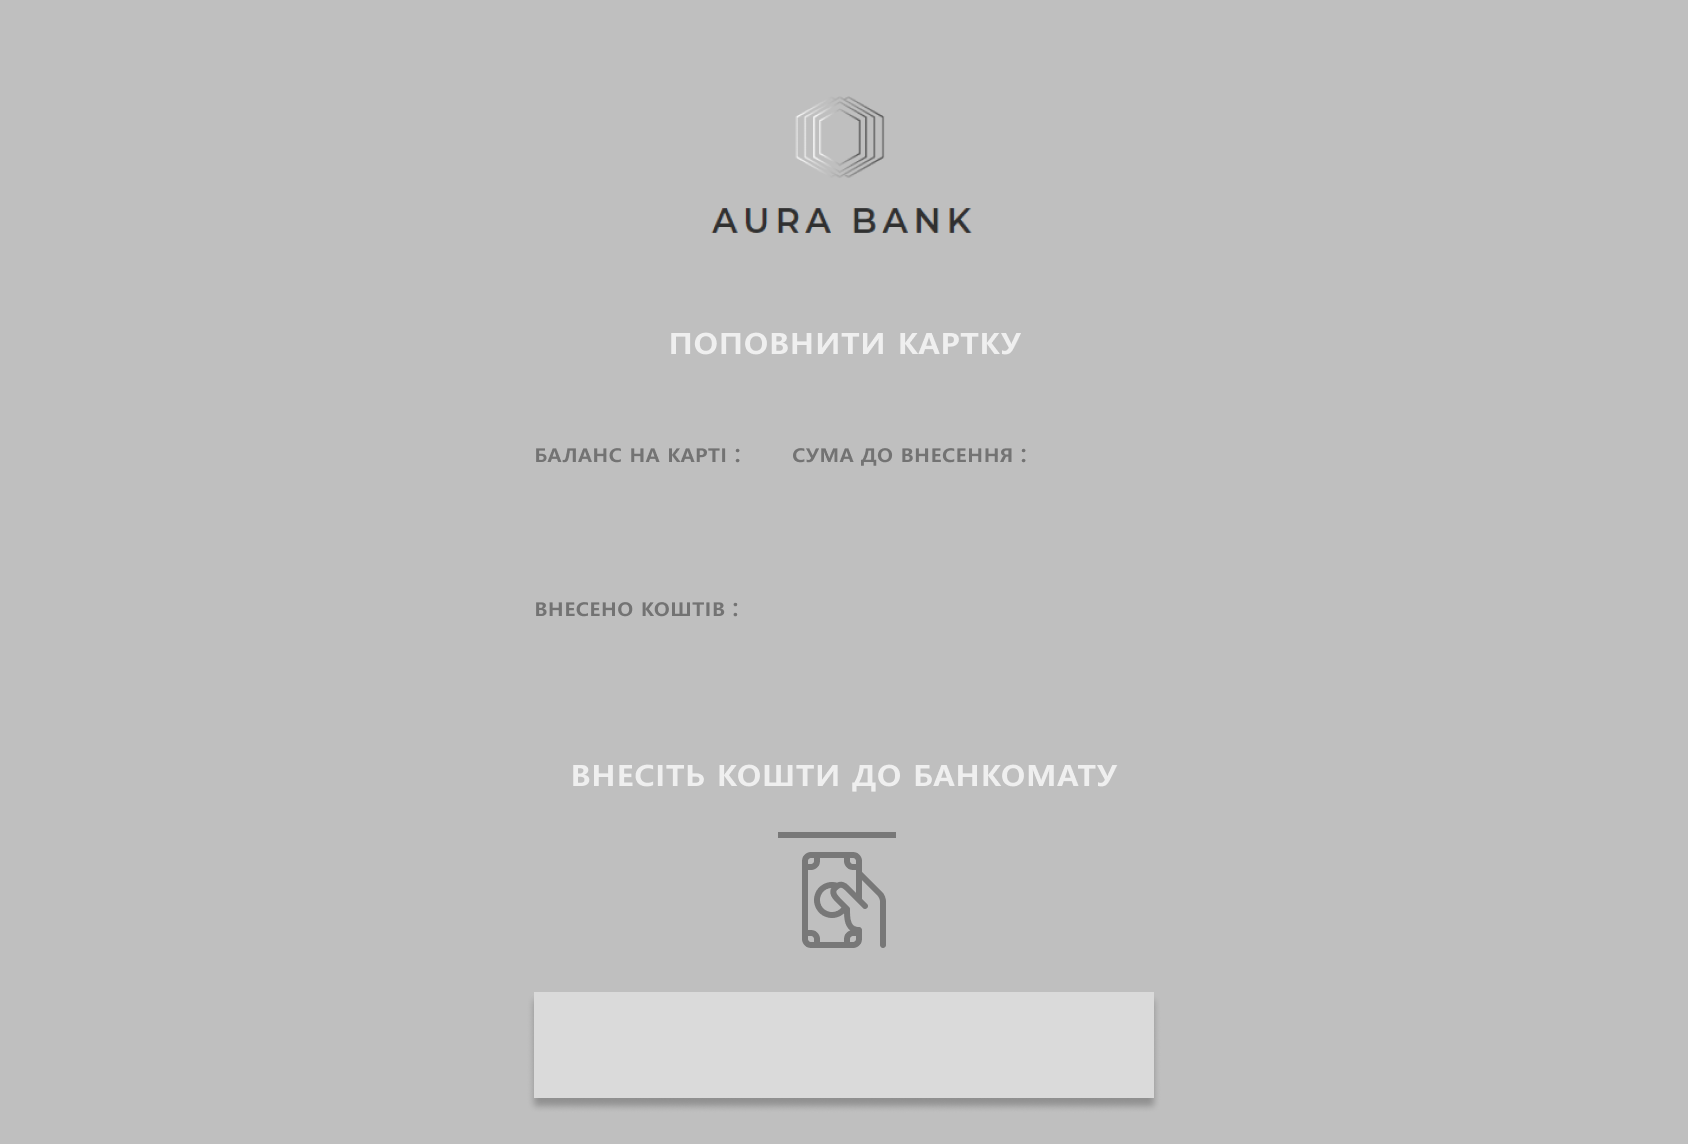 AURA BANK
ПОПОВНИТИ КАРТКУ
БАЛАНС НА КАРТІ : СУМА ДО ВНЕСЕННЯ :
ВНЕСЕНО КОШТІВ :
ВНЕСІТЬ КОШТИ ДО БАНКОМАТУ